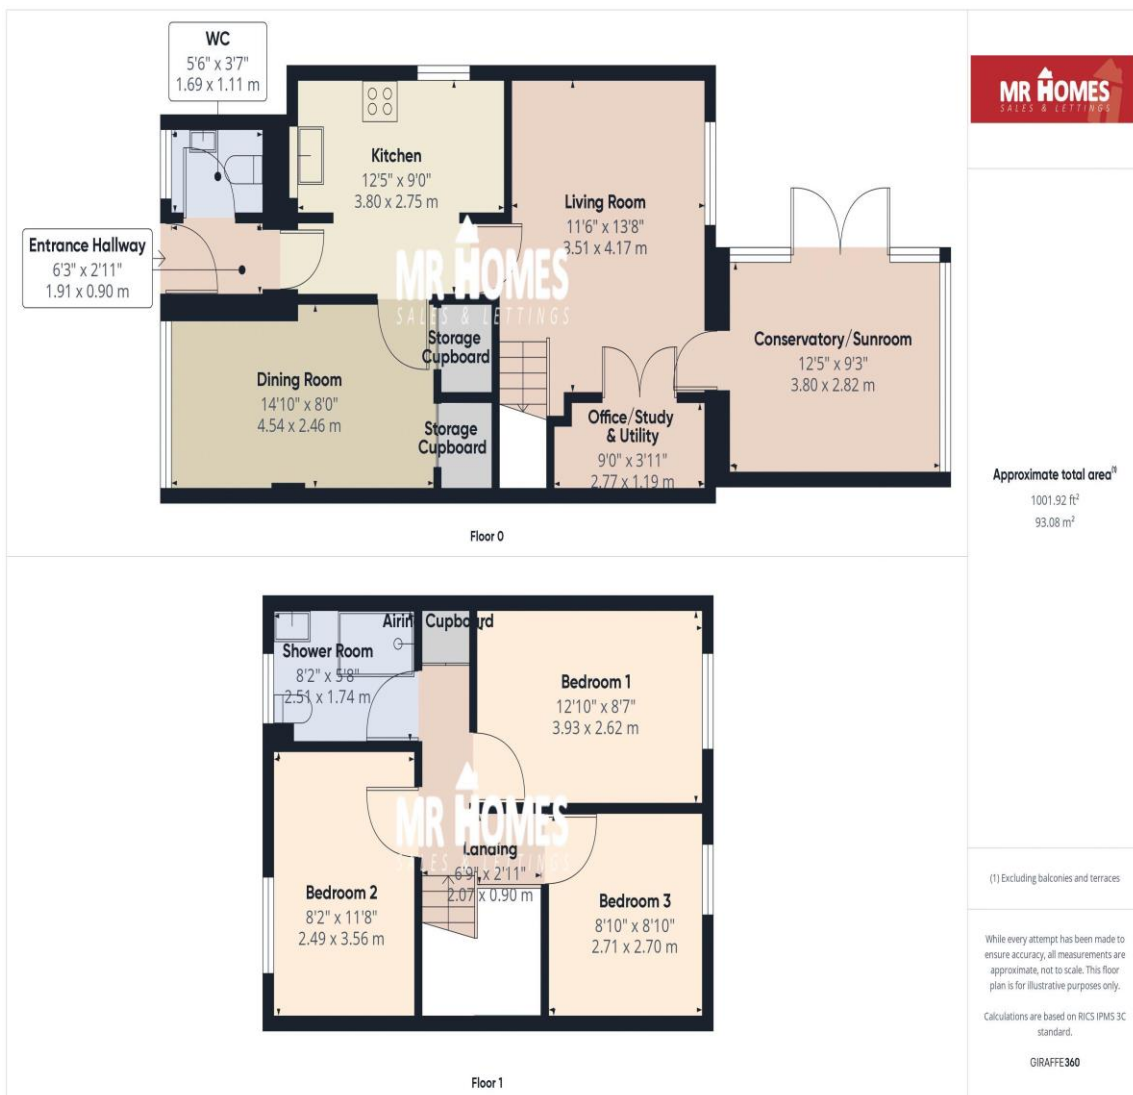 WC
5'6" x 3'7"
1.69 x 1.11 m
Kitchen
12'5" x 9'0"
3.80 x 2.75 m
Living Room
11'6" x 13'8"
3.51 x 4.17 m
Entrance Hallway
6'3" x 2'11"
1.91 x 0.90 m
MR HOMES
SALES & LETTINGS
Storage
Cupboard
Conservatory/Sunroom
12'5" x 9'3"
3.80 x 2.82 m
Dining Room
14'10" x 8'0"
4.54 x 2.46 m
Storage
Cupboard
Office/Study
& Utility
9'0" x 3'11"
2.77 x 1.19 m
Floor 0
Airing Cupboard
Shower Room
8'2" x 5'8"
2.51 x 1.74 m
Bedroom 1
12'10" x 8'7"
3.93 x 2.62 m
MR HOMES
SALES & LETTINGS
Landing
6'9" x 2'11"
2.07 x 0.90 m
Bedroom 2
8'2" x 11'8"
2.49 x 3.56 m
Bedroom 3
8'10" x 8'10"
2.71 x 2.70 m
Floor 1
MR HOMES
SALES & LETTINGS
Approximate total area(1)
1001.92 ft²
93.08 m²
(1) Excluding balconies and terraces
While every attempt has been made to
ensure accuracy, all measurements are
approximate, not to scale. This floor
plan is for illustrative purposes only.
Calculations are based on RICS IPMS 3C
standard.
GIRAFFE360